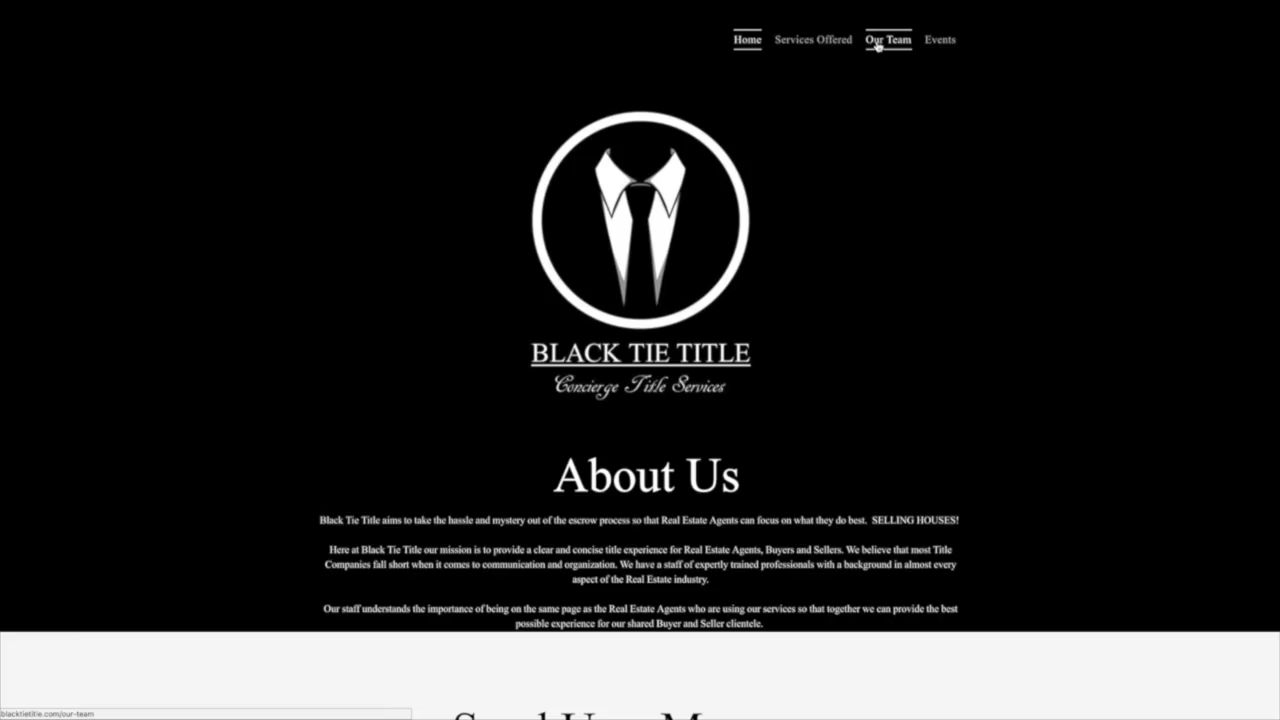 Home Services Offered Our Team Events
BLACK TIE TITLE
Concierge Title Services
About Us
Black Tie Title aims to take the hassle and mystery out of the escrow process so that Real Estate Agents can focus on what they do best. SELLING HOUSES!
Here at Black Tie Title our mission is to provide a clear and concise title experience for Real Estate Agents, Buyers and Sellers. We believe that most Title
Companies fall short when it comes to communication and organization. We have a staff of expertly trained professionals with a background in almost every
aspect of the Real Estate industry.
Our staff understands the importance of being on the same page as the Real Estate Agents who are using our services so that together we can provide the best
possible experience for our shared Buyer and Seller clientele.
blacktietitle.com/our-team